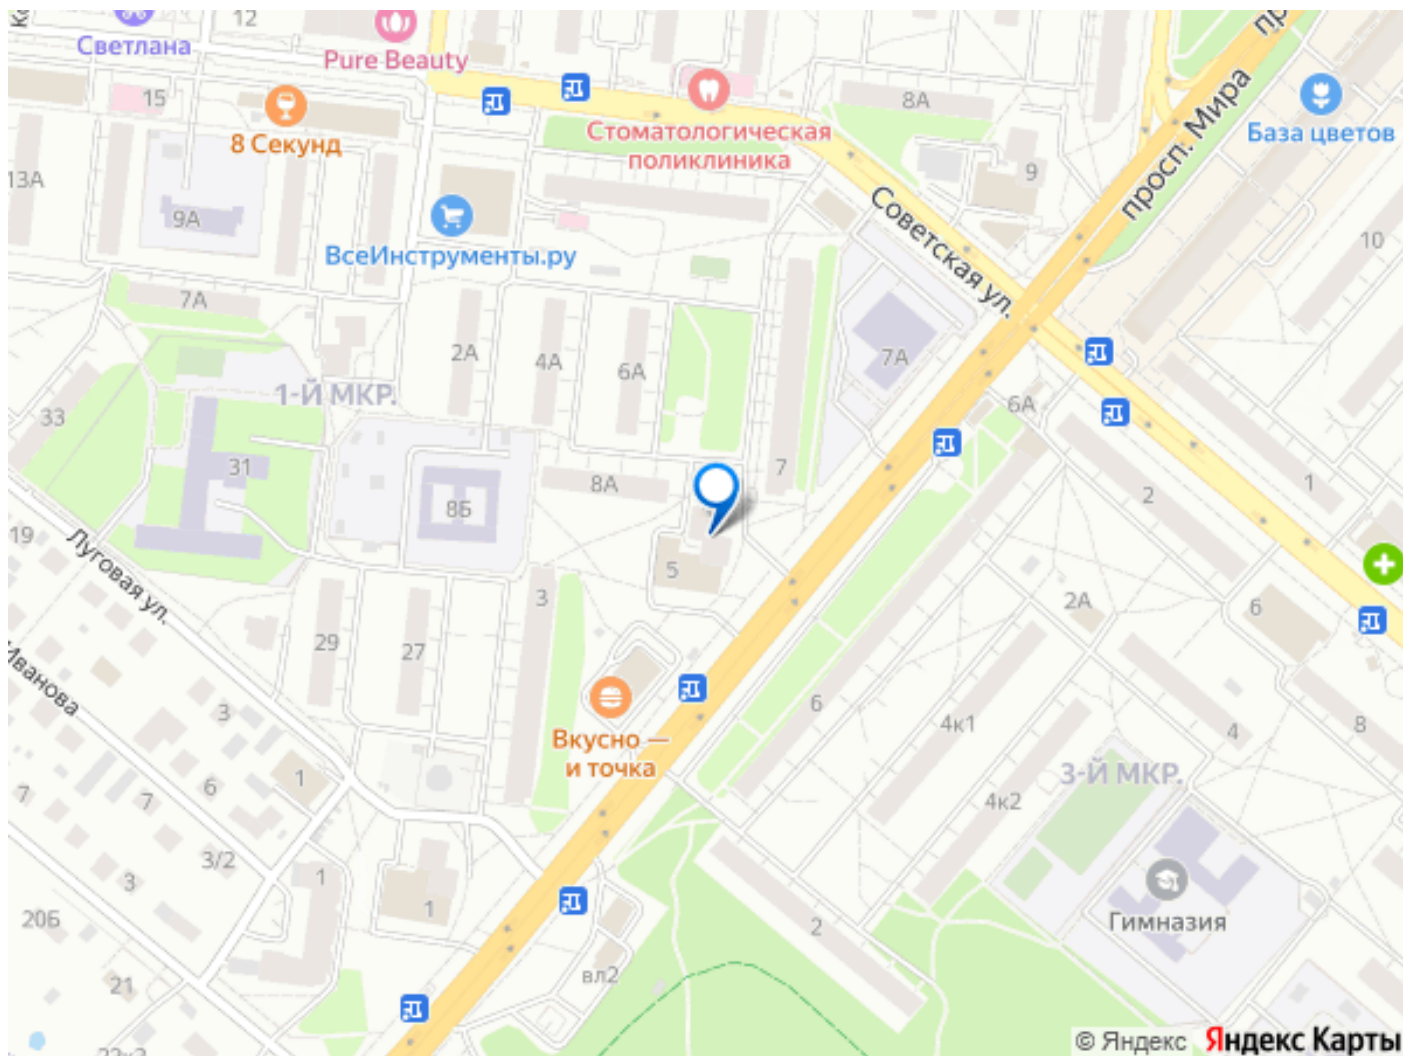 Светлана
12
Pure Beauty
15
8 Секунд
Стоматологическая
поликлиника
8А
просп. Мира
База цветов
13А
9А
ВсеИнструменты.ру
9
Советская ул.
10
7А
2А
4А
6А
7А
1-Й МКР.
33
31
8Б
8А
7
6А
2
1
19
Луговая ул.
5
3
2А
6
Иванова
29
27
3
1
6
7
7
3/2
3
Вкусно —
и точка
6
4к1
4
8
3-Й МКР.
4к2
1
1
20Б
2
Гимназия
21
вл2
22к3
© Яндекс
Яндекс Карты